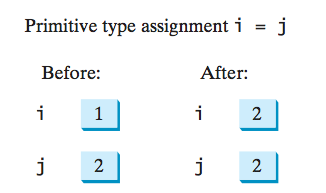 Primitive type assignment i = j
Before: After:
i 1 i 2
j 2 j 2